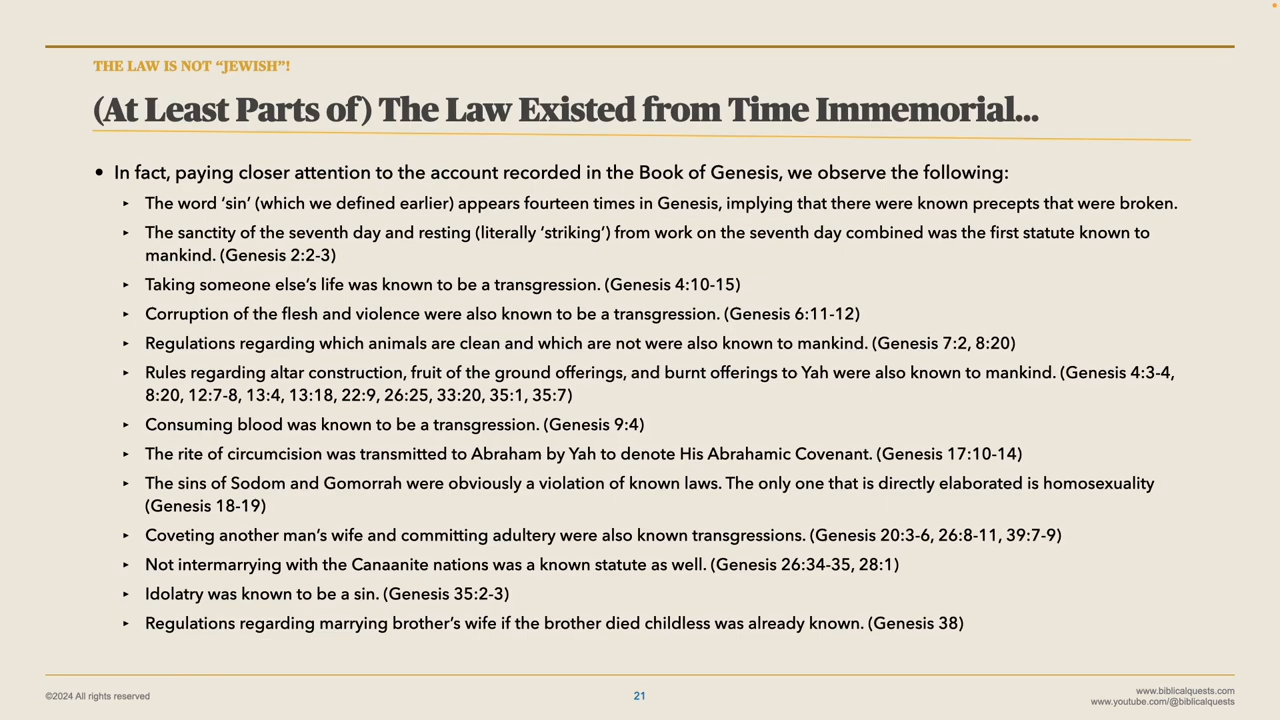 THE LAW IS NOT “JEWISH”!
(At Least Parts of) The Law Existed from Time Immemorial...
• In fact, paying closer attention to the account recorded in the Book of Genesis, we observe the following:
‣ The word ‘sin’ (which we defined earlier) appears fourteen times in Genesis, implying that there were known precepts that were broken.
‣ The sanctity of the seventh day and resting (literally ‘striking’) from work on the seventh day combined was the first statute known to
mankind. (Genesis 2:2-3)
‣ Taking someone else’s life was known to be a transgression. (Genesis 4:10-15)
‣ Corruption of the flesh and violence were also known to be a transgression. (Genesis 6:11-12)
‣ Regulations regarding which animals are clean and which are not were also known to mankind. (Genesis 7:2, 8:20)
‣ Rules regarding altar construction, fruit of the ground offerings, and burnt offerings to Yah were also known to mankind. (Genesis 4:3-4,
8:20, 12:7-8, 13:4, 13:18, 22:9, 26:25, 33:20, 35:1, 35:7)
‣ Consuming blood was known to be a transgression. (Genesis 9:4)
‣ The rite of circumcision was transmitted to Abraham by Yah to denote His Abrahamic Covenant. (Genesis 17:10-14)
‣ The sins of Sodom and Gomorrah were obviously a violation of known laws. The only one that is directly elaborated is homosexuality
(Genesis 18-19)
‣ Coveting another man’s wife and committing adultery were also known transgressions. (Genesis 20:3-6, 26:8-11, 39:7-9)
‣ Not intermarrying with the Canaanite nations was a known statute as well. (Genesis 26:34-35, 28:1)
‣ Idolatry was known to be a sin. (Genesis 35:2-3)
‣ Regulations regarding marrying brother’s wife if the brother died childless was already known. (Genesis 38)
©2024 All rights reserved
21
www.biblicalquests.com
www.youtube.com/@biblicalquests